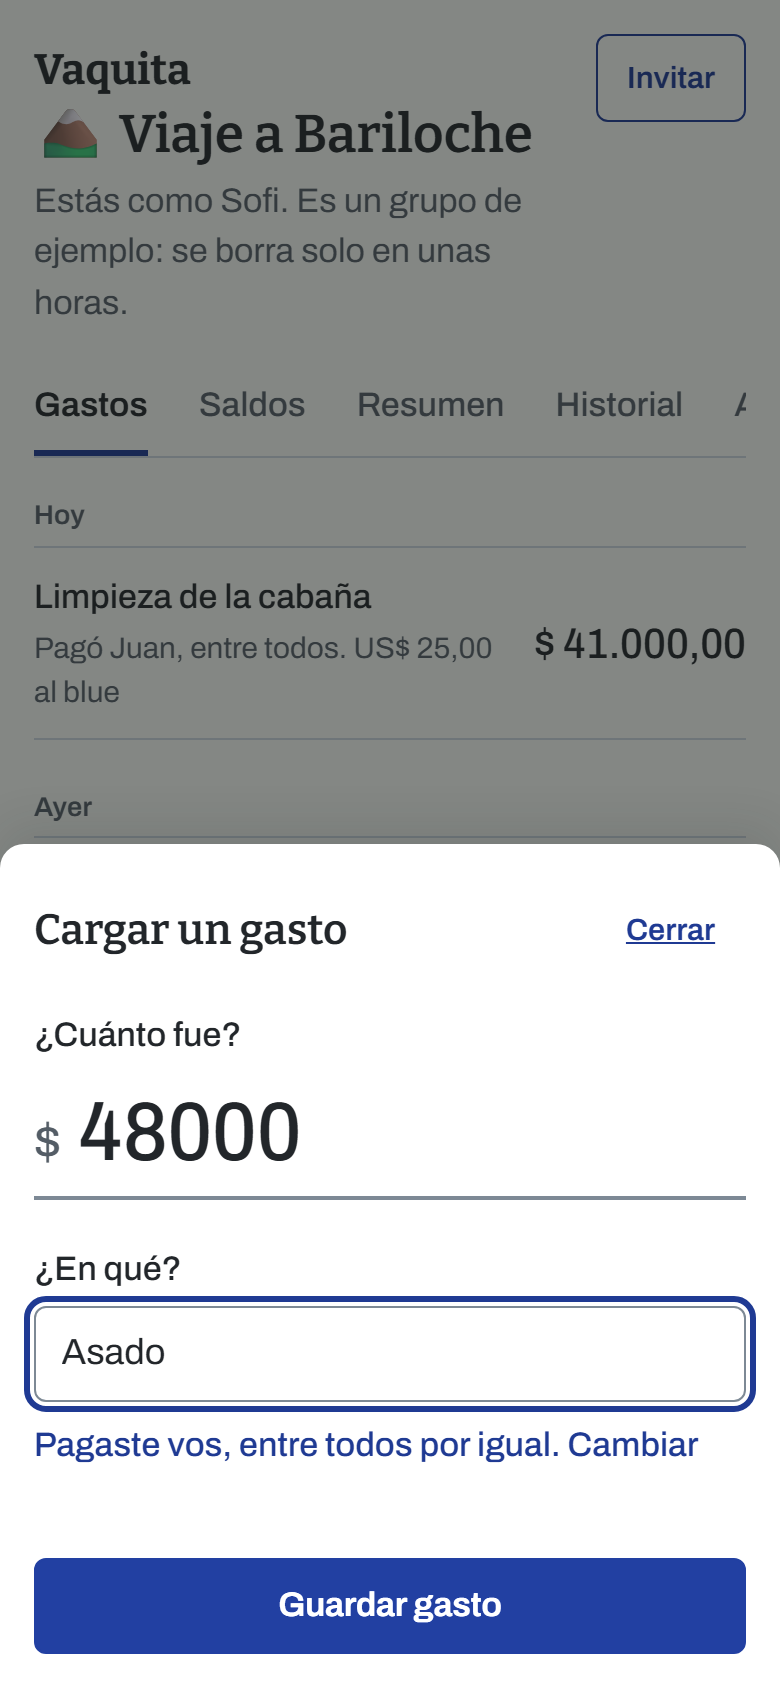 Vaquita
Invitar
Viaje a Bariloche
Estás como Sofi. Es un grupo de
ejemplo: se borra solo en unas
horas.
Gastos Saldos Resumen Historial
Hoy
Limpieza de la cabaña
Pagó Juan, entre todos. US$ 25,00
al blue
$ 41.000,00
Ayer
Cargar un gasto
Cerrar
¿Cuánto fue?
$ 48000
¿En qué?
Asado
Pagaste vos, entre todos por igual. Cambiar
Guardar gasto